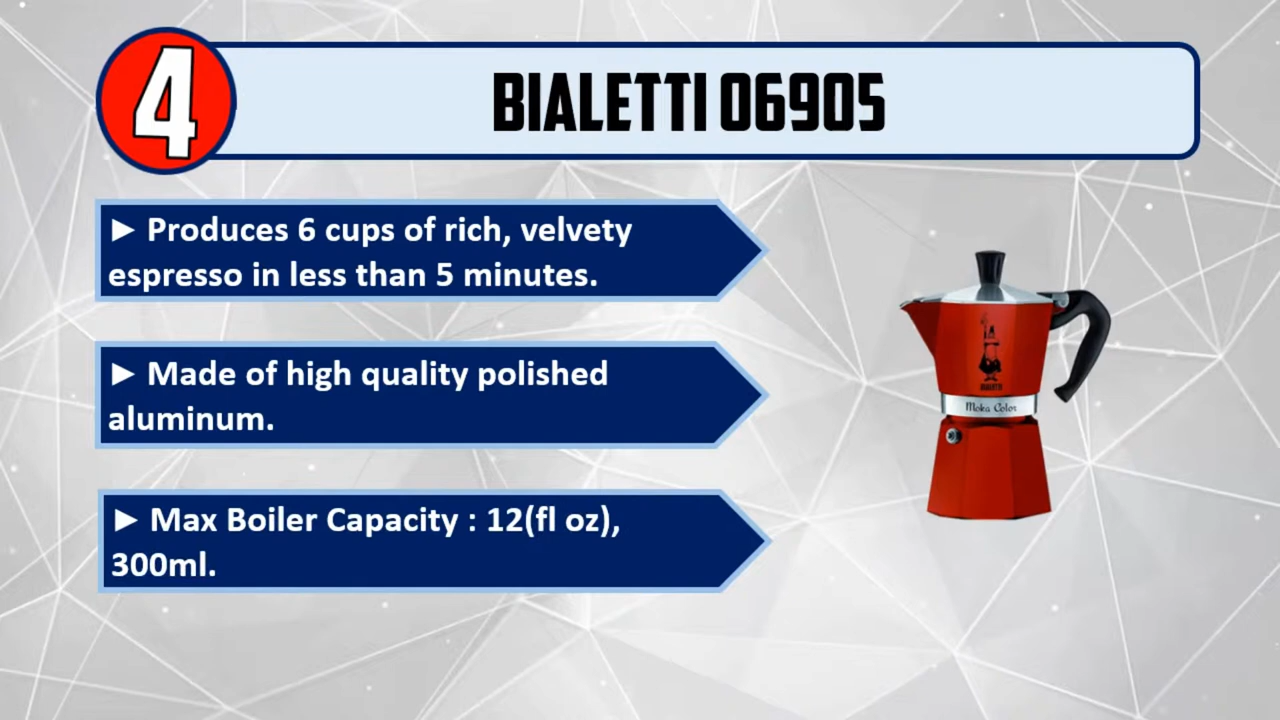 4
BIALETTI 06905
► Produces 6 cups of rich, velvety
espresso in less than 5 minutes.
► Made of high quality polished
aluminum.
► Max Boiler Capacity : 12(fl oz),
300ml.
BIALETTI
Moka Color